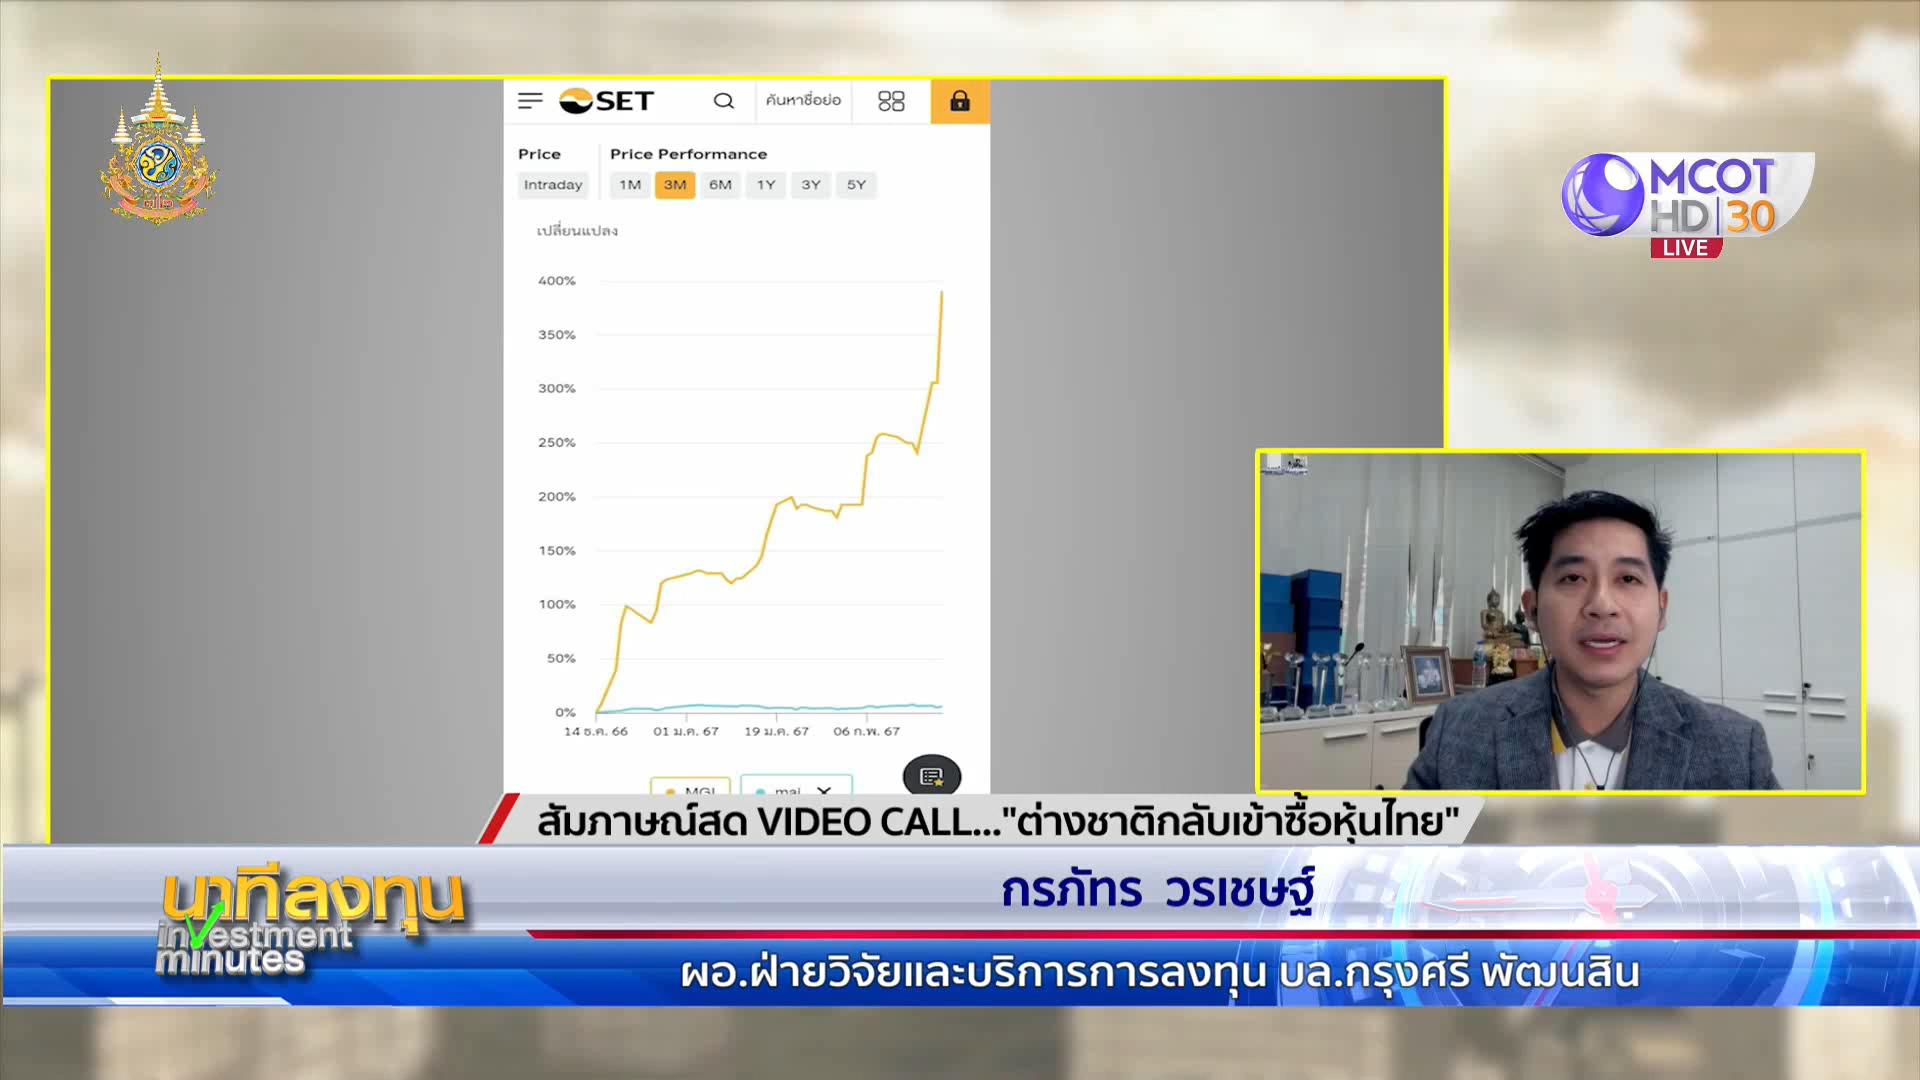 SET
ค้นหาชื่อย่อ
Price
Price Performance
Intraday
1M
3M
6M
1Y
3Y
5Y
เปลี่ยนแปลง
400%
350%
300%
250%
200%
150%
100%
50%
0%
14 ธ.ค. 66
01 ม.ค. 67
19 ม.ค. 67
06 ก.พ. 67
MGI
mai
MCOT
HD 30
LIVE
สัมภาษณ์สด VIDEO CALL..."ต่างชาติกลับเข้าซื้อหุ้นไทย"
นาทีลงทุน
investment
minutes
กรภัทร วรเชษฐ์
ผอ.ฝ่ายวิจัยและบริการการลงทุน บล.กรุงศรี พัฒนสิน